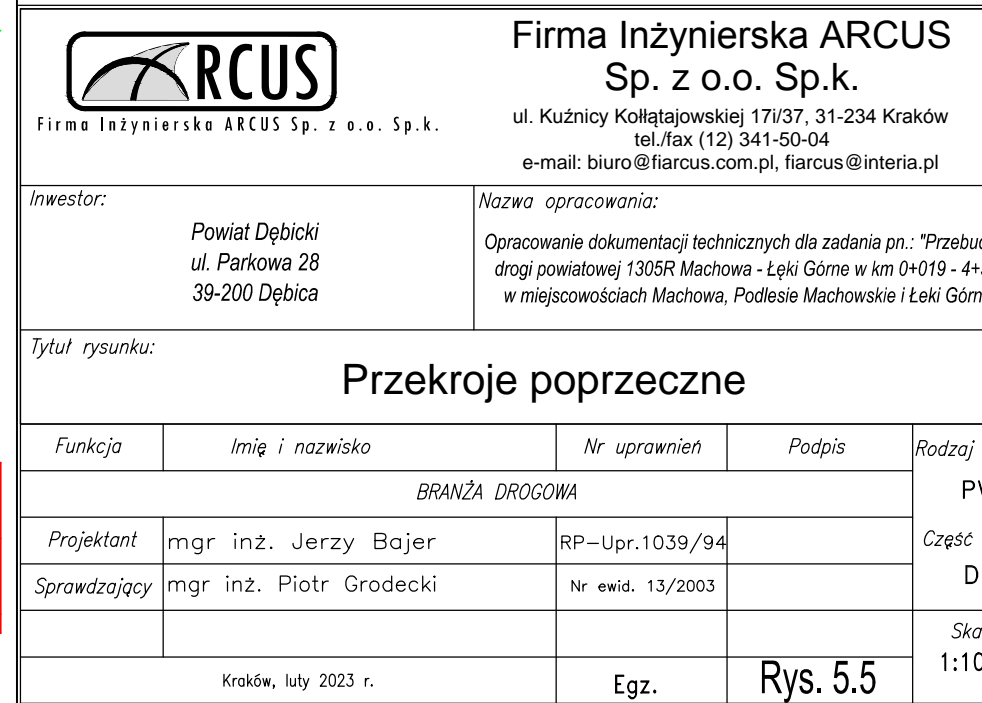 ARCUS
Firma Inżynierska ARCUS Sp. z o.o. Sp.k.
Firma Inżynierska ARCUS
Sp. z o.o. Sp.k.
ul. Kuźnicy Kołłątajowskiej 17i/37, 31-234 Kraków
tel./fax (12) 341-50-04
e-mail: biuro@fiarcus.com.pl, fiarcus@interia.pl
Inwestor:
Powiat Dębicki
ul. Parkowa 28
39-200 Dębica
Nazwa opracowania:
Opracowanie dokumentacji technicznych dla zadania pn.:
drogi powiatowej 1305R Machowa - Łęki Górne w km 0+019 -
w miejscowościach Machowa, Podlesie Machowskie i Łeki
Tytuł rysunku:
Przekroje poprzeczne
Funkcja Imię i nazwisko Nr uprawnień Podpis Rodzaj
BRANŻA DROGOWA
Projektant mgr inż. Jerzy Bajer RP-Upr.1039/94 Część
Sprawdzający mgr inż. Piotr Grodecki Nr ewid. 13/2003 D
Kraków, luty 2023 r. Egz. Rys. 5.5